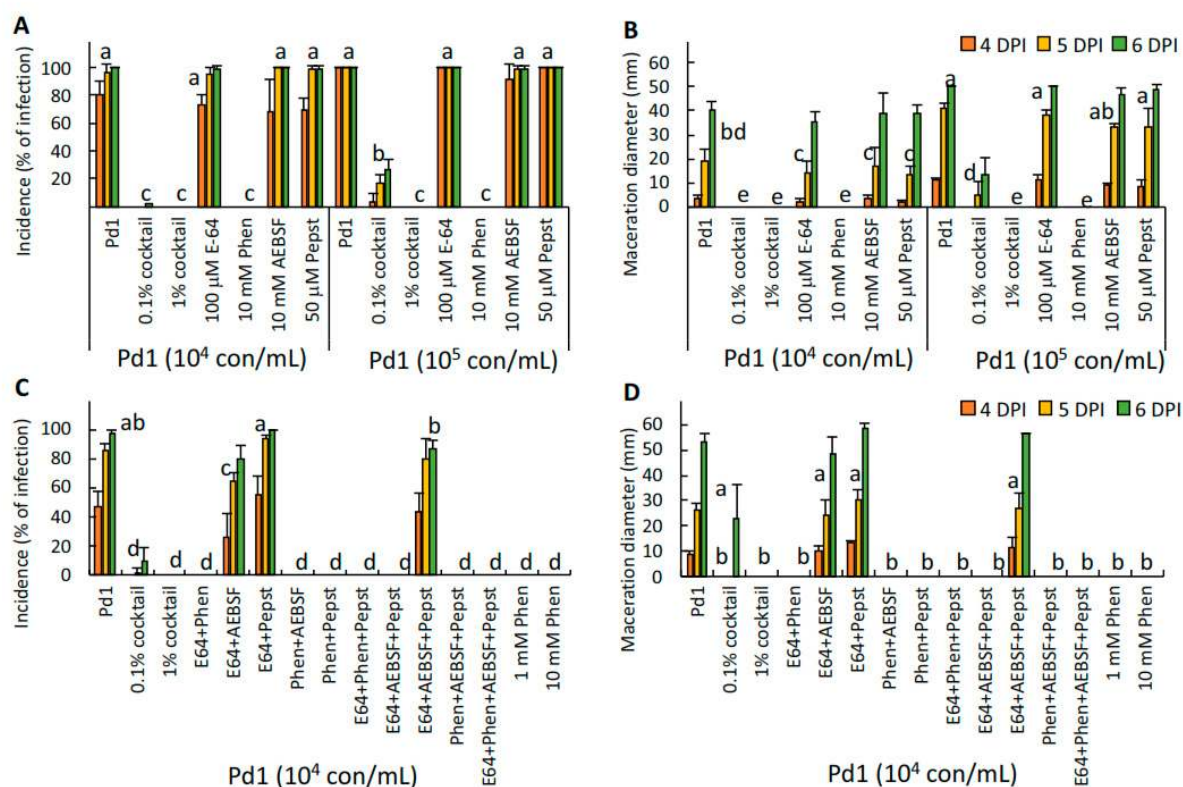 A
Incidence (% of infection)
100
80
60
40
20
a c c a a c a a a b c a c a a
Pd1
0.1% cocktail
1% cocktail
100 µM E-64
10 mM Phen
10 mM AEBSF
50 µM Pepst
Pd1
0.1% cocktail
1% cocktail
100 µM E-64
10 mM Phen
10 mM AEBSF
50 µM Pepst
Pd1 (10⁴ con/mL)
Pd1 (10⁵ con/mL)
B
4 DPI 5 DPI 6 DPI
Maceration diameter (mm)
60
50
40
30
20
10
0
bd e e c e c c a d e a e ab a
Pd1
0.1% cocktail
1% cocktail
100 µM E-64
10 mM Phen
10 mM AEBSF
50 µM Pepst
Pd1
0.1% cocktail
1% cocktail
100 µM E-64
10 mM Phen
10 mM AEBSF
50 µM Pepst
Pd1 (10⁴ con/mL)
Pd1 (10⁵ con/mL)
C
Incidence (% of infection)
100
80
60
40
20
0
ab d d d c a d d d d b d d d d
Pd1
0.1% cocktail
1% cocktail
E64+Phen
E64+AEBSF
E64+Pepst
Phen+AEBSF
Phen+Pepst
E64+Phen+Pepst
E64+AEBSF+Pepst
E64+AEBSF+Pepst
Phen+AEBSF+Pepst
E64+Phen+AEBSF+Pepst
1 mM Phen
10 mM Phen
Pd1 (10⁴ con/mL)
D
4 DPI 5 DPI 6 DPI
Maceration diameter (mm)
60
50
40
30
20
10
0
a b b b a a b b b b a b b b b
Pd1
0.1% cocktail
1% cocktail
E64+Phen
E64+AEBSF
E64+Pepst
Phen+AEBSF
Phen+Pepst
E64+Phen+Pepst
E64+AEBSF+Pepst
E64+AEBSF+Pepst
Phen+AEBSF+Pepst
E64+Phen+AEBSF+Pepst
1 mM Phen
10 mM Phen
Pd1 (10⁴ con/mL)